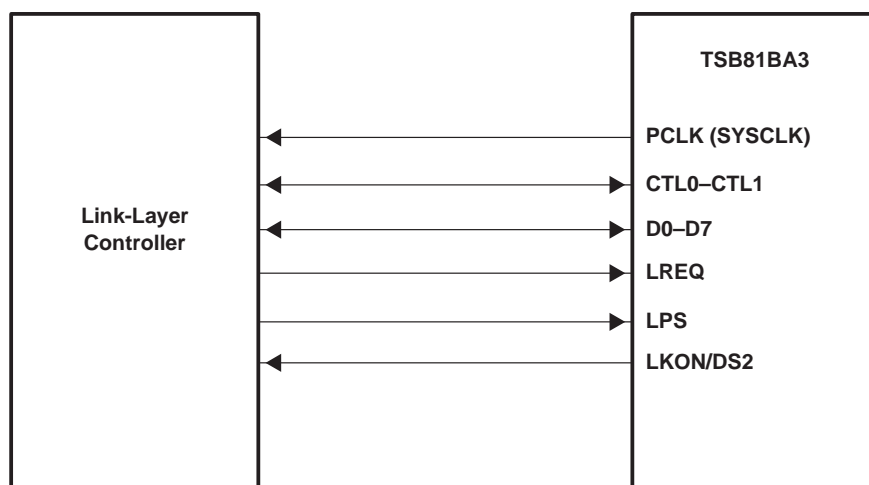 TSB81BA3
PCLK (SYSCLK)
CTL0–CTL1
Link-Layer
Controller
D0–D7
LREQ
LPS
LKON/DS2